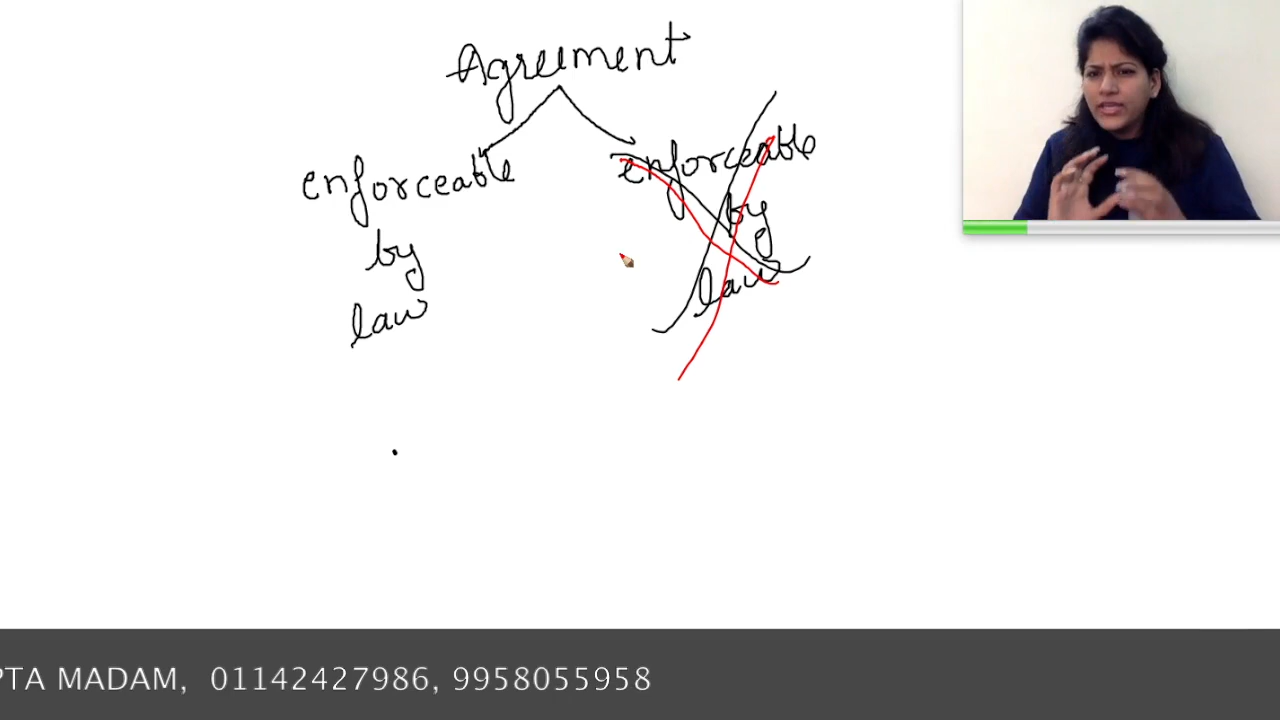 Agreement
enforceable
by
law
enforceable
by
law
PTA MADAM, 01142427986, 9958055958